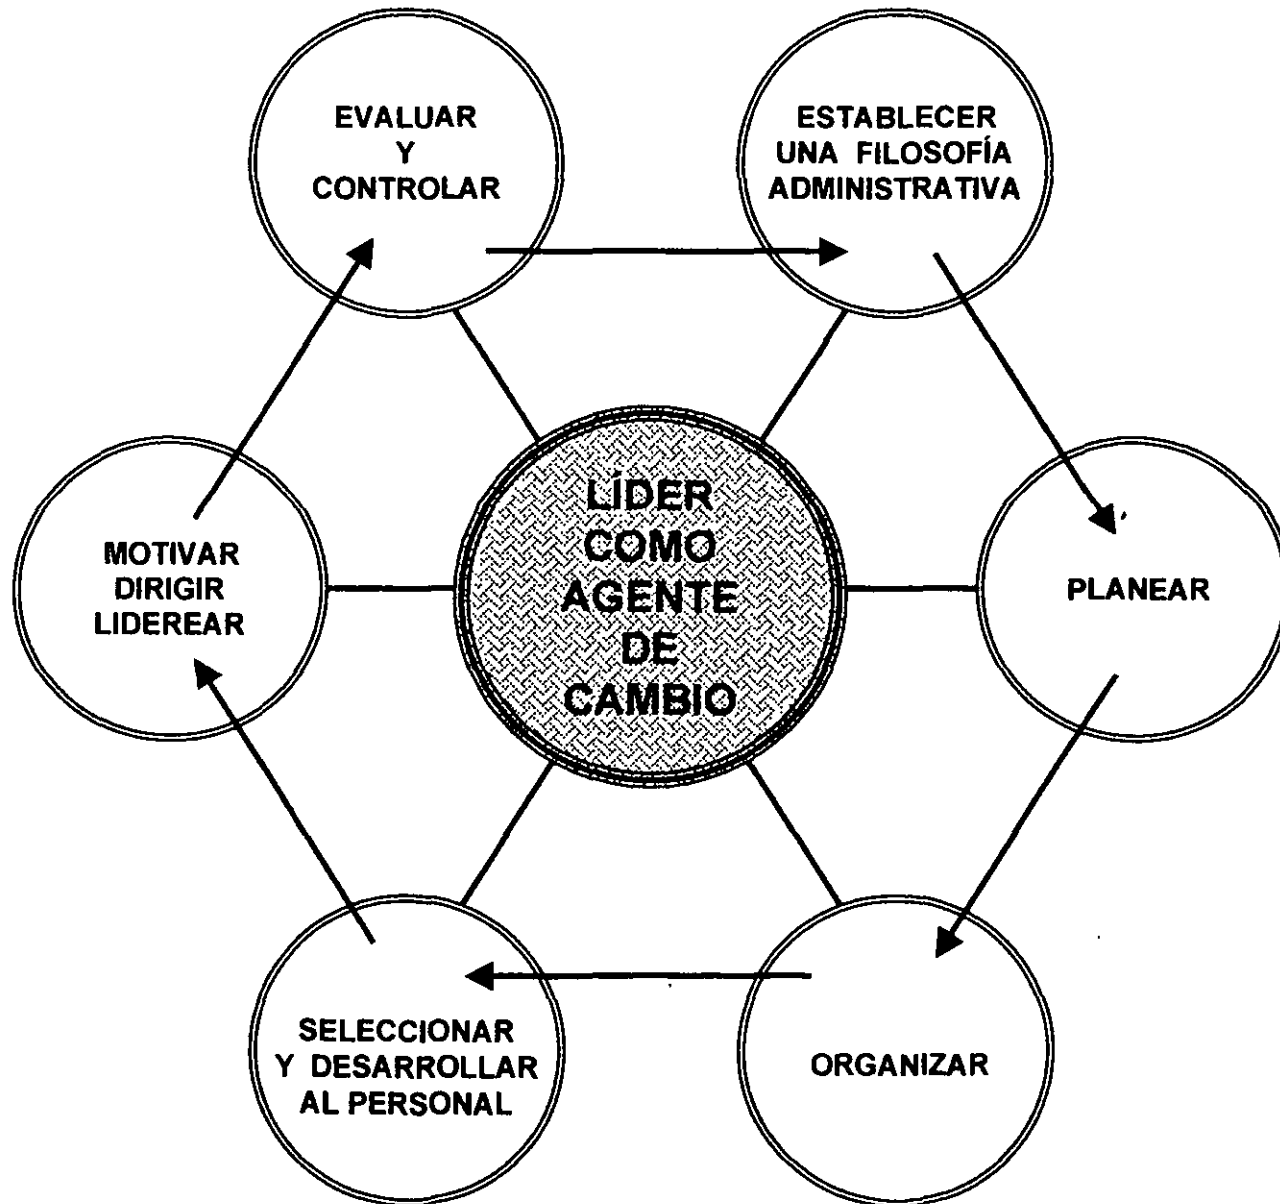 EVALUAR
Y
CONTROLAR
ESTABLECER
UNA FILOSOFÍA
ADMINISTRATIVA
LÍDER
COMO
AGENTE
DE
CAMBIO
MOTIVAR
DIRIGIR
LIDEREAR
PLANEAR
SELECCIONAR
Y DESARROLLAR
AL PERSONAL
ORGANIZAR